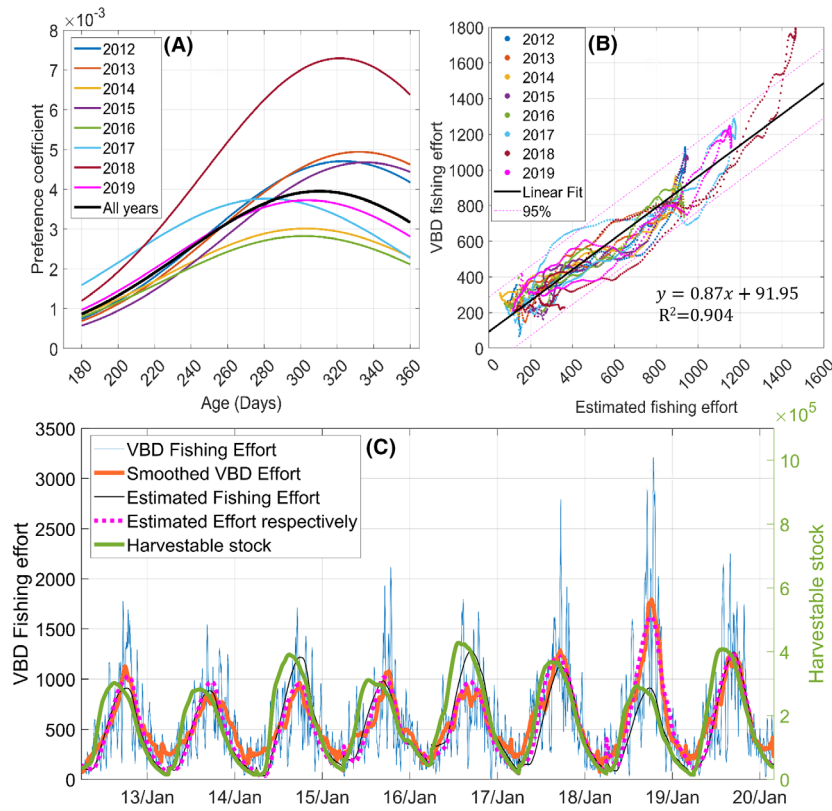 ×10⁻³
(A)
8
7
6
5
4
3
2
1
0
Preference coefficient
2012
2013
2014
2015
2016
2017
2018
2019
All years
180
200
220
240
260
280
300
320
340
360
Age (Days)
(B)
1800
1600
1400
1200
1000
800
600
400
200
0
VBD fishing effort
2012
2013
2014
2015
2016
2017
2018
2019
Linear Fit
95%
y = 0.87x + 91.95
R²=0.904
0
200
400
600
800
1000
1200
1400
1600
Estimated fishing effort
(C)
3500
3000
2500
2000
1500
1000
500
0
VBD Fishing effort
VBD Fishing Effort
Smoothed VBD Effort
Estimated Fishing Effort
Estimated Effort respectively
Harvestable stock
×10⁵
10
8
6
4
2
0
Harvestable stock
13/Jan
14/Jan
15/Jan
16/Jan
17/Jan
18/Jan
19/Jan
20/Jan